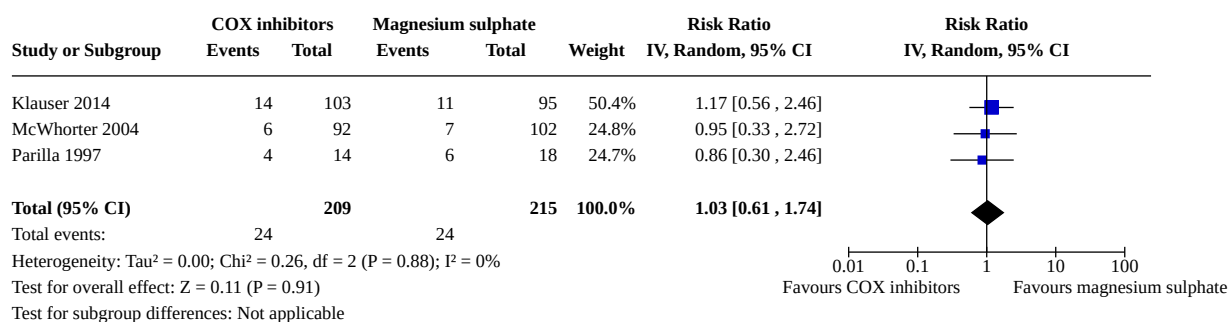 COX inhibitors Magnesium sulphate Risk Ratio Risk Ratio
Study or Subgroup Events Total Events Total Weight IV, Random, 95% CI IV, Random, 95% CI
Klauser 2014 14 103 11 95 50.4% 1.17 [0.56 , 2.46]
McWhorter 2004 6 92 7 102 24.8% 0.95 [0.33 , 2.72]
Parilla 1997 4 14 6 18 24.7% 0.86 [0.30 , 2.46]
Total (95% CI) 209 215 100.0% 1.03 [0.61 , 1.74]
Total events: 24 24
Heterogeneity: Tau² = 0.00; Chi² = 0.26, df = 2 (P = 0.88); I² = 0%
0.01 0.1 1 10 100
Test for overall effect: Z = 0.11 (P = 0.91) Favours COX inhibitors Favours magnesium sulphate
Test for subgroup differences: Not applicable